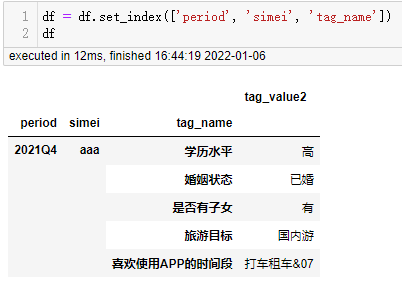 1 df = df.set_index(['period', 'simei', 'tag_name'])
2 df
executed in 12ms, finished 16:44:19 2022-01-06
tag_value2
period simei tag_name
2021Q4 aaa 学历水平 高
婚姻状态 已婚
是否有子女 有
旅游目标 国内游
喜欢使用APP的时间段 打车租车&07